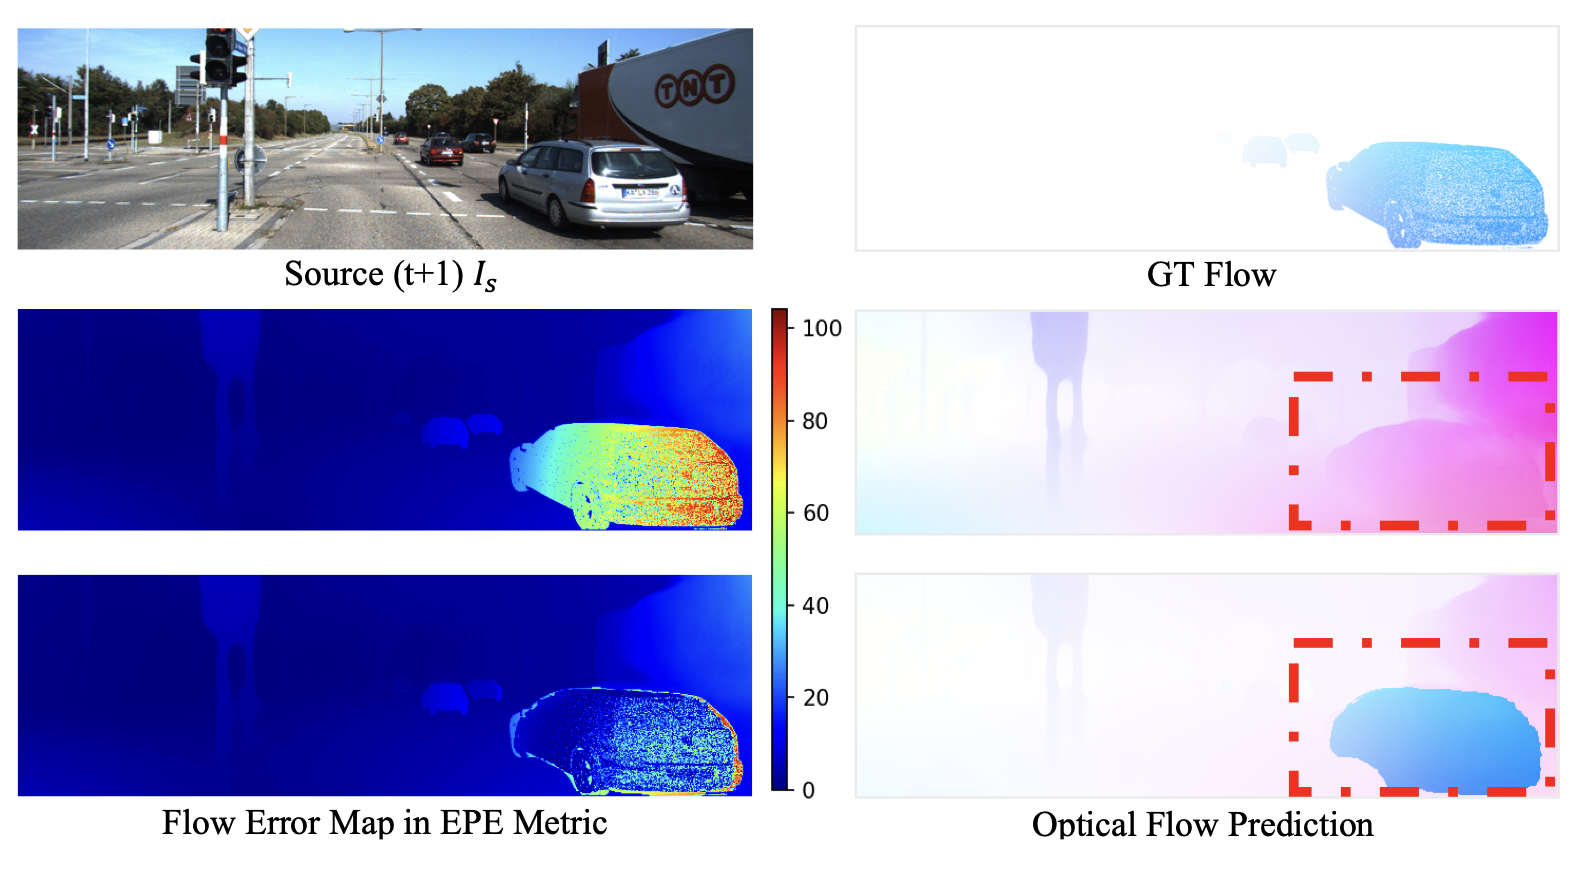 TNT
Source (t+1) Iₛ
GT Flow
100
80
60
40
20
0
Flow Error Map in EPE Metric
Optical Flow Prediction